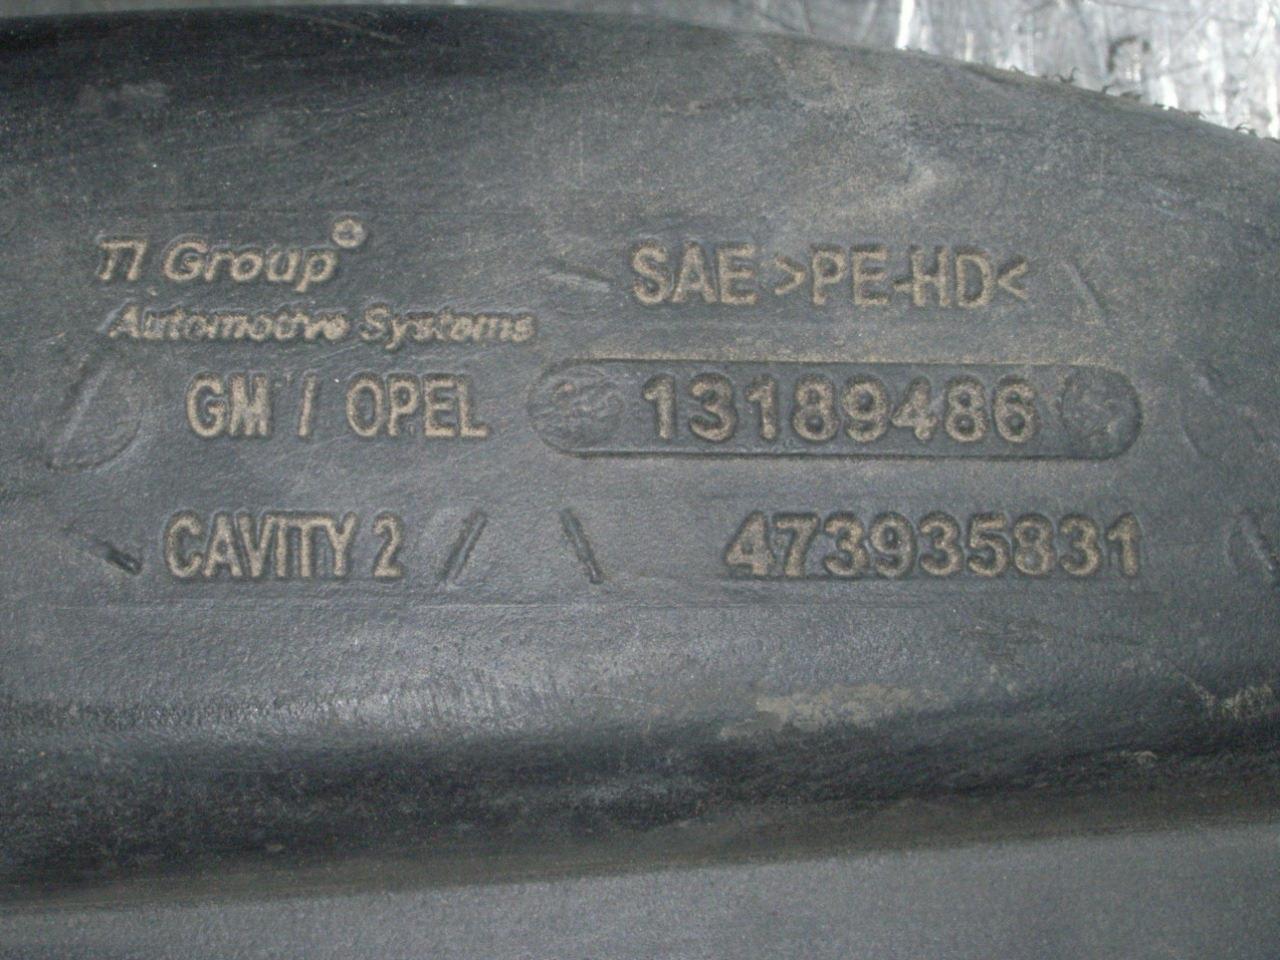 TI Group
Automotive Systems
SAE >PE-HD<
GM / OPEL 13189486
CAVITY 2 473935831